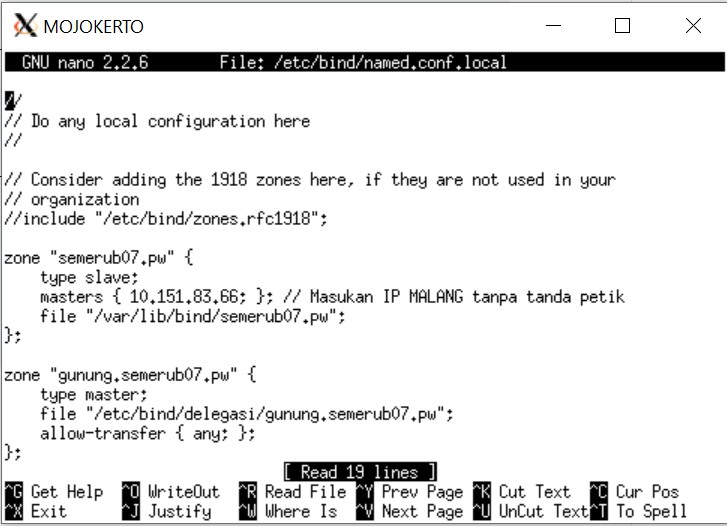 MOJOKERTO
GNU nano 2.2.6 File: /etc/bind/named.conf.local
//
// Do any local configuration here
//
// Consider adding the 1918 zones here, if they are not used in your
// organization
//include "/etc/bind/zones.rfc1918";
zone "semerub07.pw" {
    type slave;
    masters { 10.151.83.66; }; // Masukan IP MALANG tanpa tanda petik
    file "/var/lib/bind/semerub07.pw";
};
zone "gunung.semerub07.pw" {
    type master;
    file "/etc/bind/delegasi/gunung.semerub07.pw";
    allow-transfer { any; };
};
[ Read 19 lines ]
^G Get Help ^O WriteOut ^R Read File ^Y Prev Page ^K Cut Text ^C Cur Pos
^X Exit ^J Justify ^W Where Is ^V Next Page ^U UnCut Text ^T To Spell